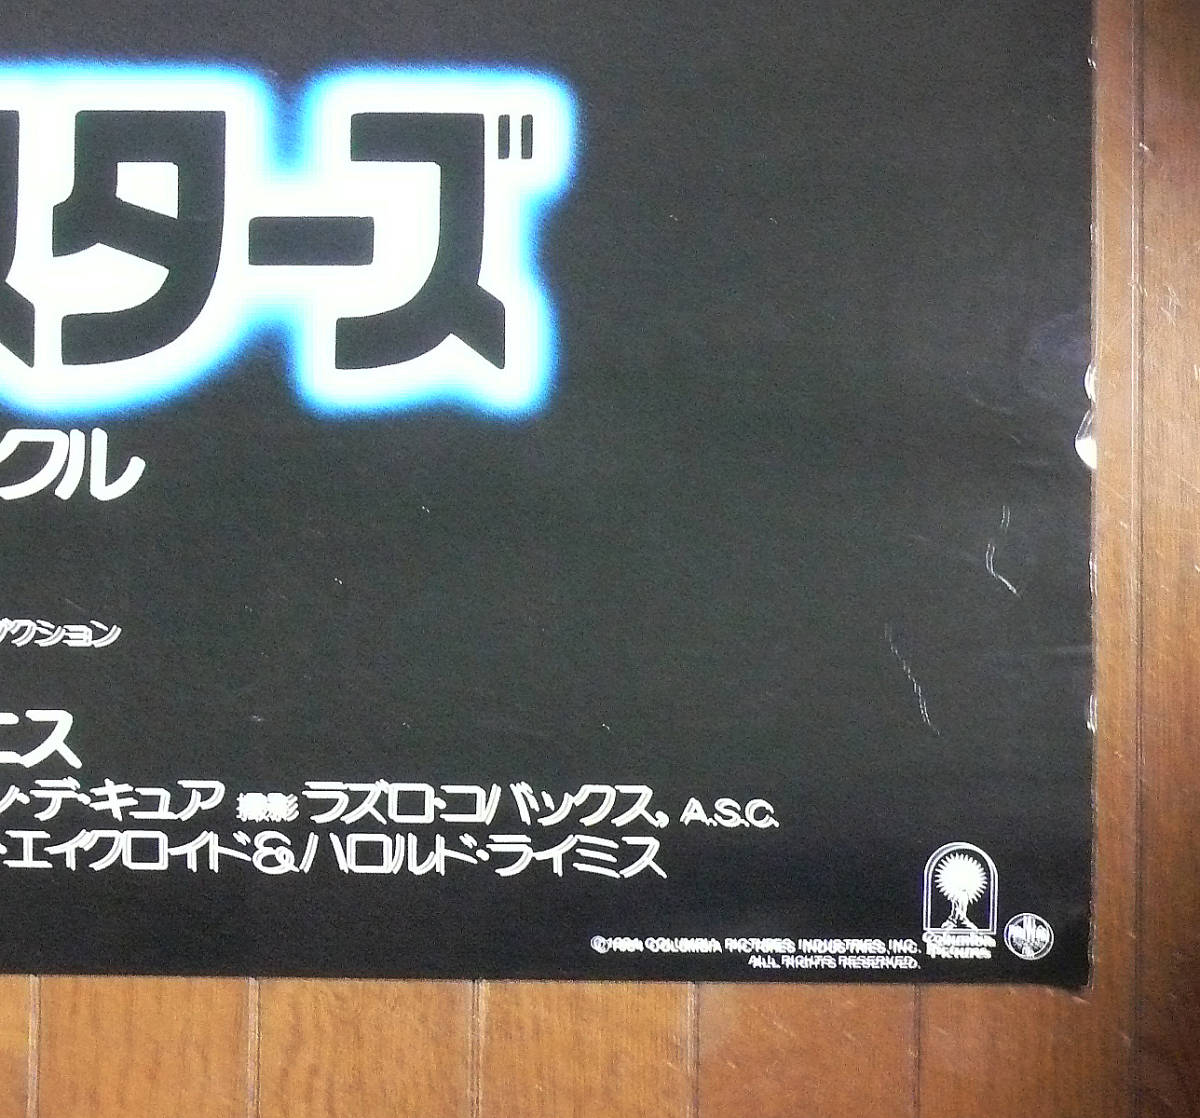 スターズ
クル
クション
ニス
ン・デ・キュア 撮影 ラズロ・コバックス, A.S.C.
・エイクロイド&ハロルド・ライミス
©1984 COLUMBIA PICTURES INDUSTRIES, INC.
ALL RIGHTS RESERVED.
Columbia
Pictures